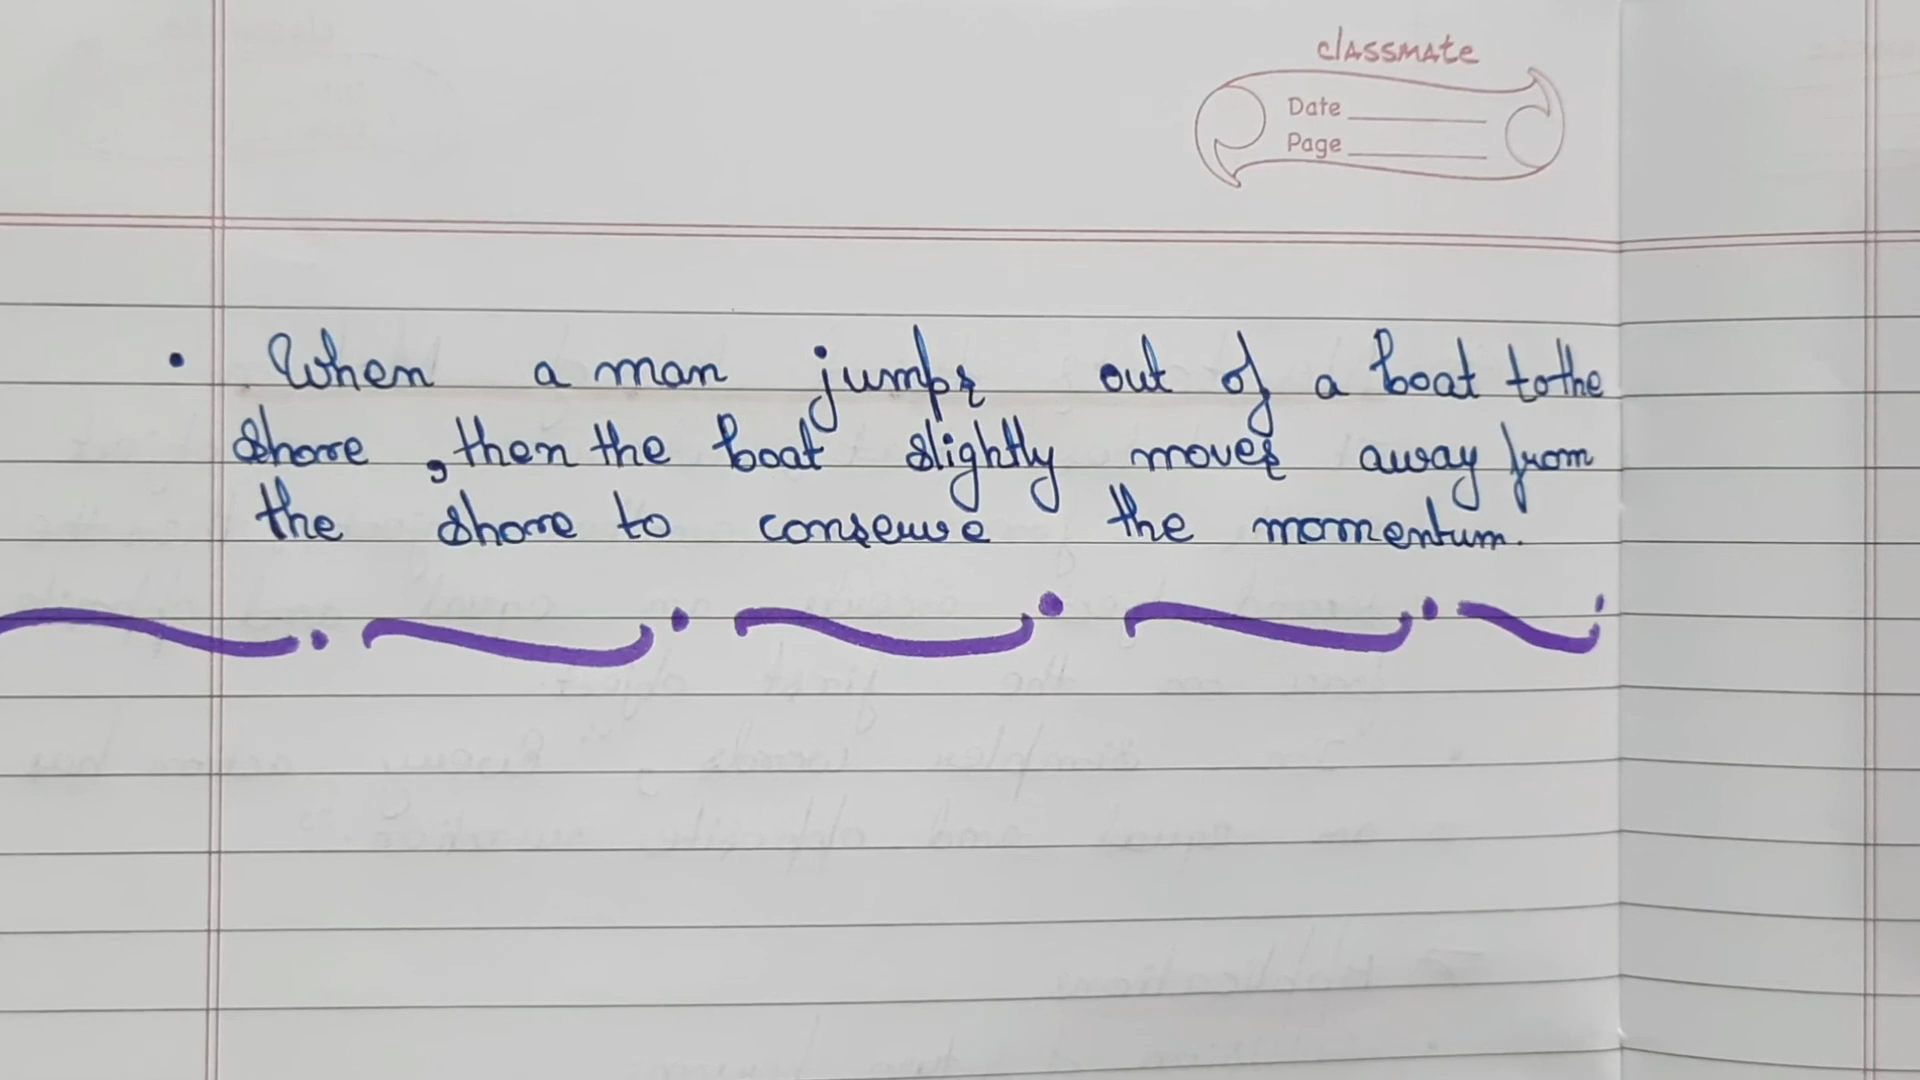 classmate
Date
Page
• When a man jumps out of a boat to the
shore, then the boat slightly moves away from
the shore to conserve the momentum.